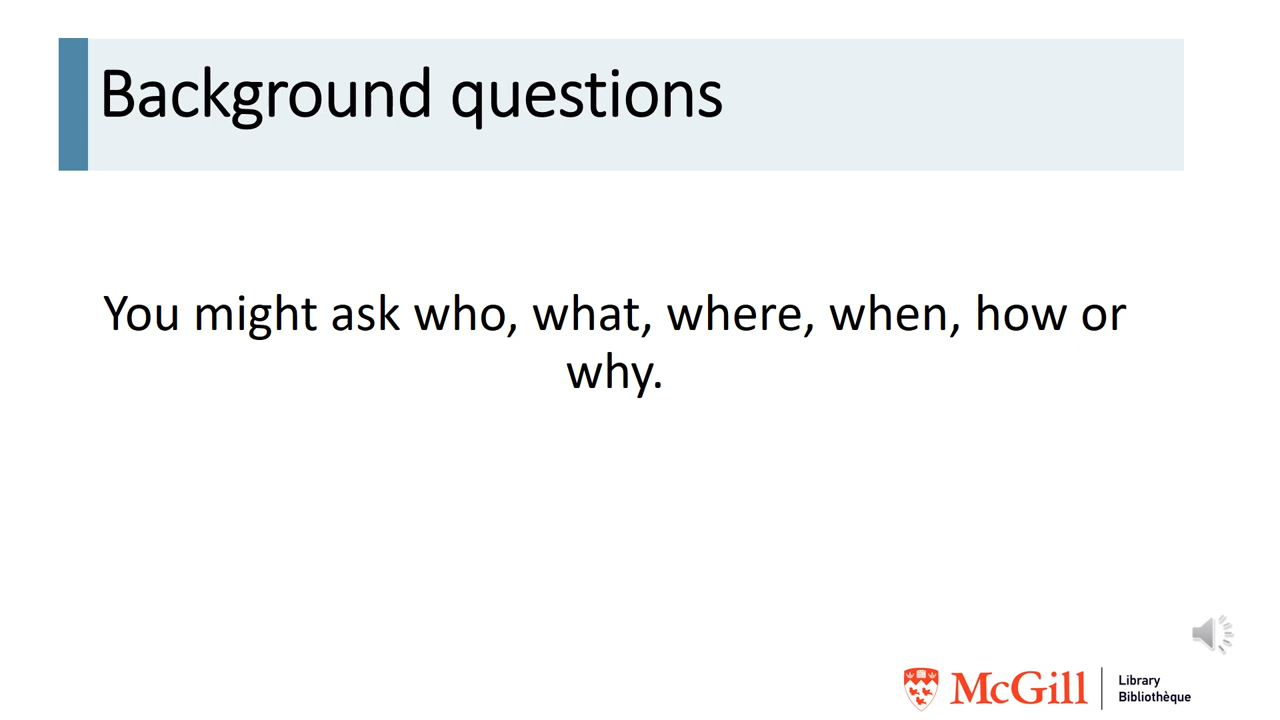 Background questions
You might ask who, what, where, when, how or
why.
McGill
Library
Bibliothèque